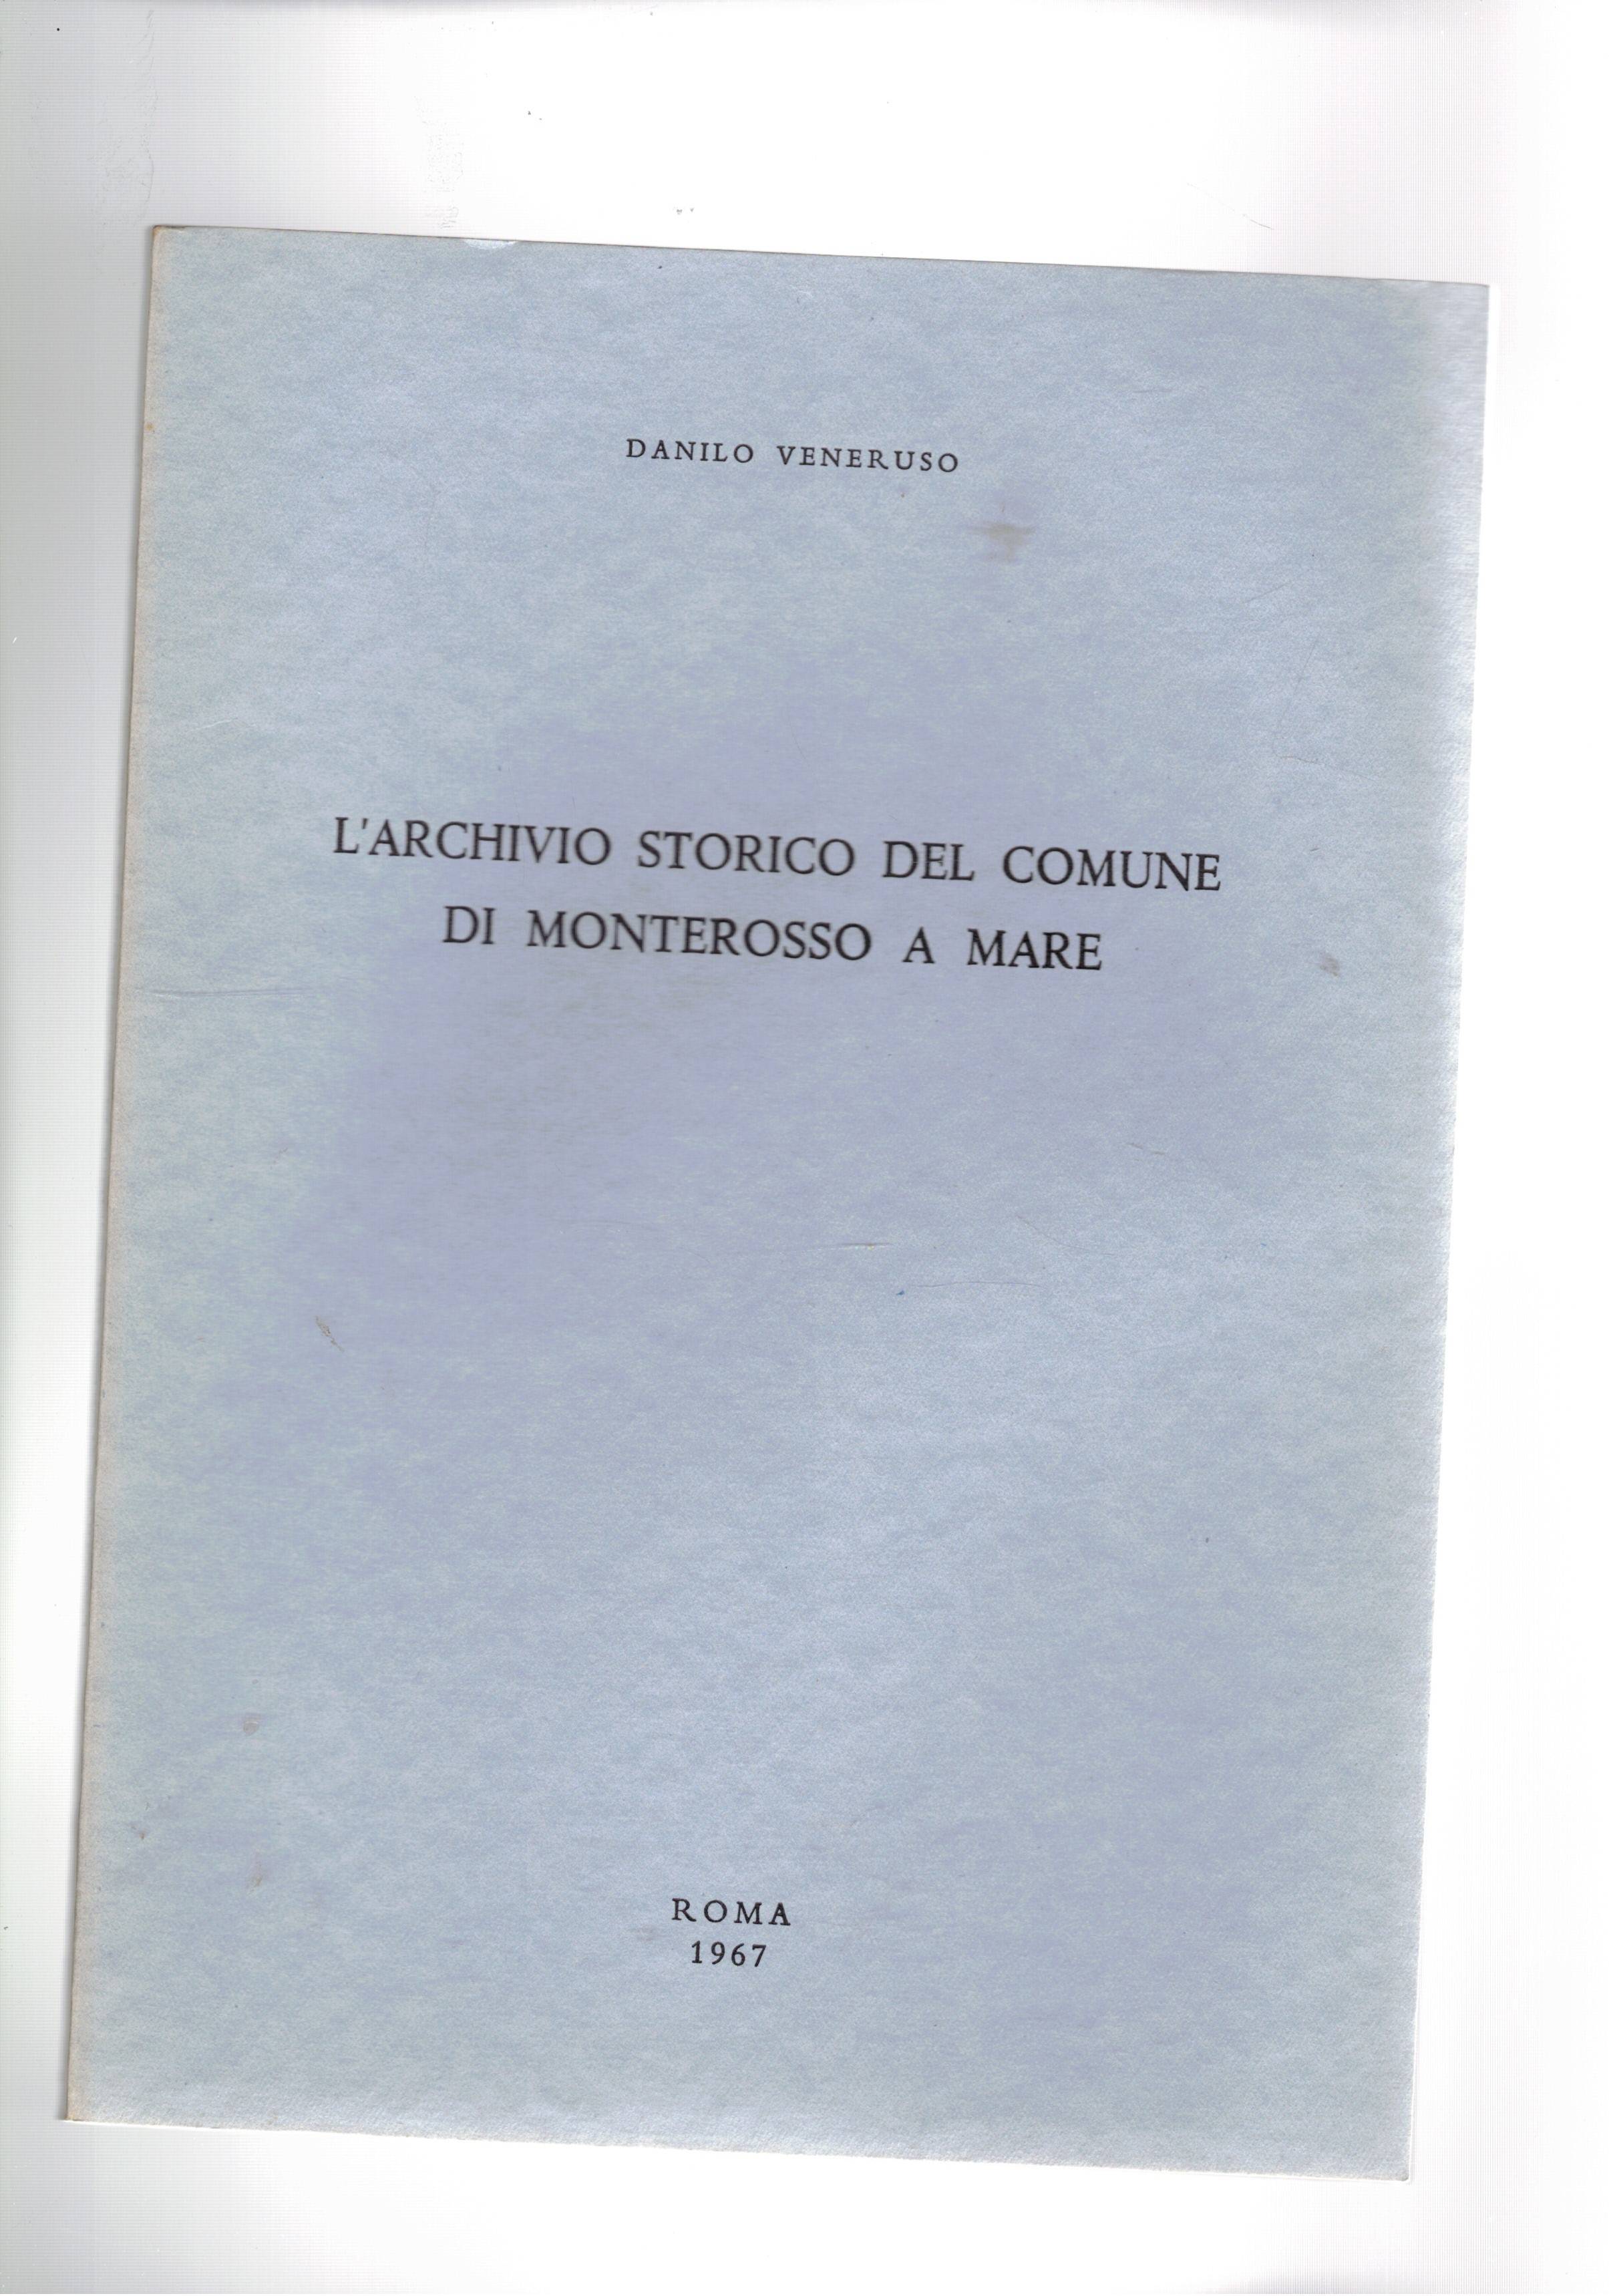 DANILO VENERUSO
L'ARCHIVIO STORICO DEL COMUNE
DI MONTEROSSO A MARE
ROMA
1967